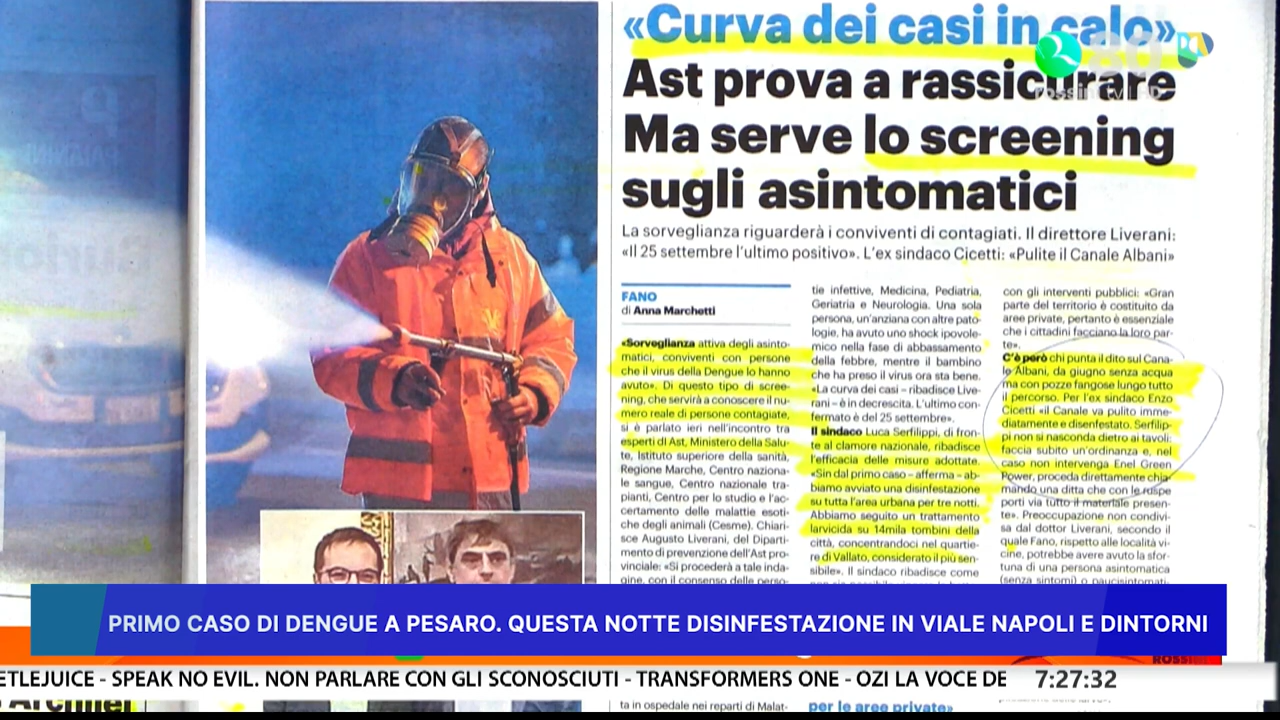 «Curva dei casi in calo»
Ast prova a rassicurare
Ma serve lo screening
sugli asintomatici
La sorveglianza riguarderà i conviventi di contagiati. Il direttore Liverani:
«Il 25 settembre l'ultimo positivo». L'ex sindaco Cicetti: «Pulite il Canale Albani»
FANO
di Anna Marchetti
«Sorveglianza attiva degli asinto-
matici, conviventi con persone
che il virus della Dengue lo hanno
avuto». Di questo tipo di scree-
ning, che servirà a conoscere il nu-
mero reale di persone contagiate,
si è parlato ieri nell'incontro tra
esperti di Ast, Ministero della Salu-
te, Istituto superiore della sanità,
Regione Marche, Centro naziona-
le sangue, Centro nazionale tra-
pianti, Centro per lo studio e l'ac-
certamento delle malattie esoti-
che degli animali (Cesme). Chiari-
sce Augusto Liverani, del Diparti-
mento di prevenzione dell'Ast pro-
vinciale: «Si procederà a tale inda-
gine, con il consenso delle perso-
tie infettive, Medicina, Pediatria,
Geriatria e Neurologia. Una sola
persona, un'anziana con altre pato-
logie, ha avuto uno shock ipovole-
mico nella fase di abbassamento
della febbre, mentre il bambino
che ha preso il virus ora sta bene.
«La curva dei casi – ribadisce Live-
rani – è in decrescita. L'ultimo con-
fermato è del 25 settembre».
Il sindaco Luca Serfilippi, di fron-
te al clamore nazionale, ribadisce
l'efficacia delle misure adottate.
«Sin dal primo caso – afferma – ab-
biamo avviato una disinfestazione
su tutta l'area urbana per tre notti.
Abbiamo seguito un trattamento
larvicida su 14mila tombini della
città, concentrandoci nel quartie-
re di Vallato, considerato il più sen-
sibile». Il sindaco ribadisce come
con gli interventi pubblici: «Gran
parte del territorio è costituito da
aree private, pertanto è essenziale
che i cittadini facciano la loro par-
te».
C'è però chi punta il dito sul Cana-
le Albani, da giugno senza acqua
ma con pozze fangose lungo tutto
il percorso. Per l'ex sindaco Enzo
Cicetti «il Canale va pulito imme-
diatamente e disenfestato. Serfilip-
pi non si nasconda dietro ai tavoli:
faccia subito un'ordinanza e, nel
caso non intervenga Enel Green
Power, proceda direttamente chia-
mando una ditta che con le ruspe
porti via tutto il materiale presen-
te». Preoccupazione non condivi-
sa dal dottor Liverani, secondo il
quale Fano, rispetto alle località vi-
cine, potrebbe avere avuto la sfor-
tuna di una persona asintomatica
(senza sintomi) o paucisintomati-
PRIMO CASO DI DENGUE A PESARO. QUESTA NOTTE DISINFESTAZIONE IN VIALE NAPOLI E DINTORNI
ETLEJUICE - SPEAK NO EVIL. NON PARLARE CON GLI SCONOSCIUTI - TRANSFORMERS ONE - OZI LA VOCE DE
7:27:32
ta in ospedale nei reparti di Malat-
per le aree private»